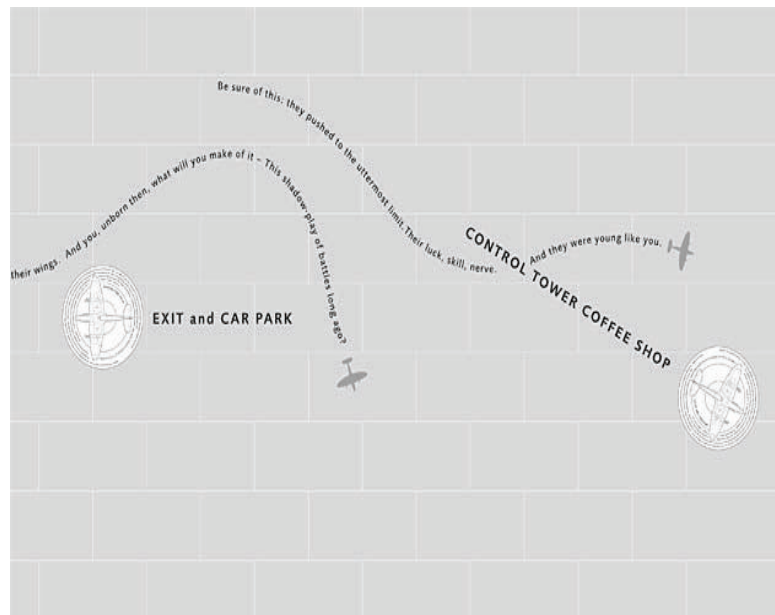 Be sure of this: they pushed to the uttermost limit. Their luck, skill, nerve. And they were young like you.
their wings. And you, unborn then, what will you make of it – This shadow-play of battles long ago?
CONTROL TOWER COFFEE SHOP
EXIT and CAR PARK